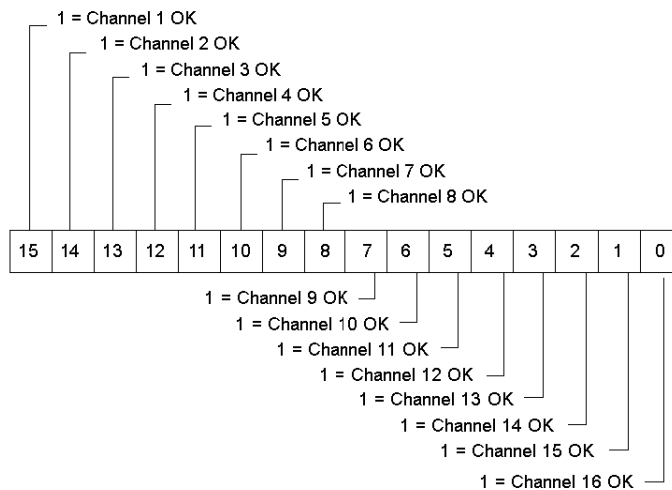 1 = Channel 1 OK
1 = Channel 2 OK
1 = Channel 3 OK
1 = Channel 4 OK
1 = Channel 5 OK
1 = Channel 6 OK
1 = Channel 7 OK
1 = Channel 8 OK
15 14 13 12 11 10 9 8 7 6 5 4 3 2 1 0
1 = Channel 9 OK
1 = Channel 10 OK
1 = Channel 11 OK
1 = Channel 12 OK
1 = Channel 13 OK
1 = Channel 14 OK
1 = Channel 15 OK
1 = Channel 16 OK